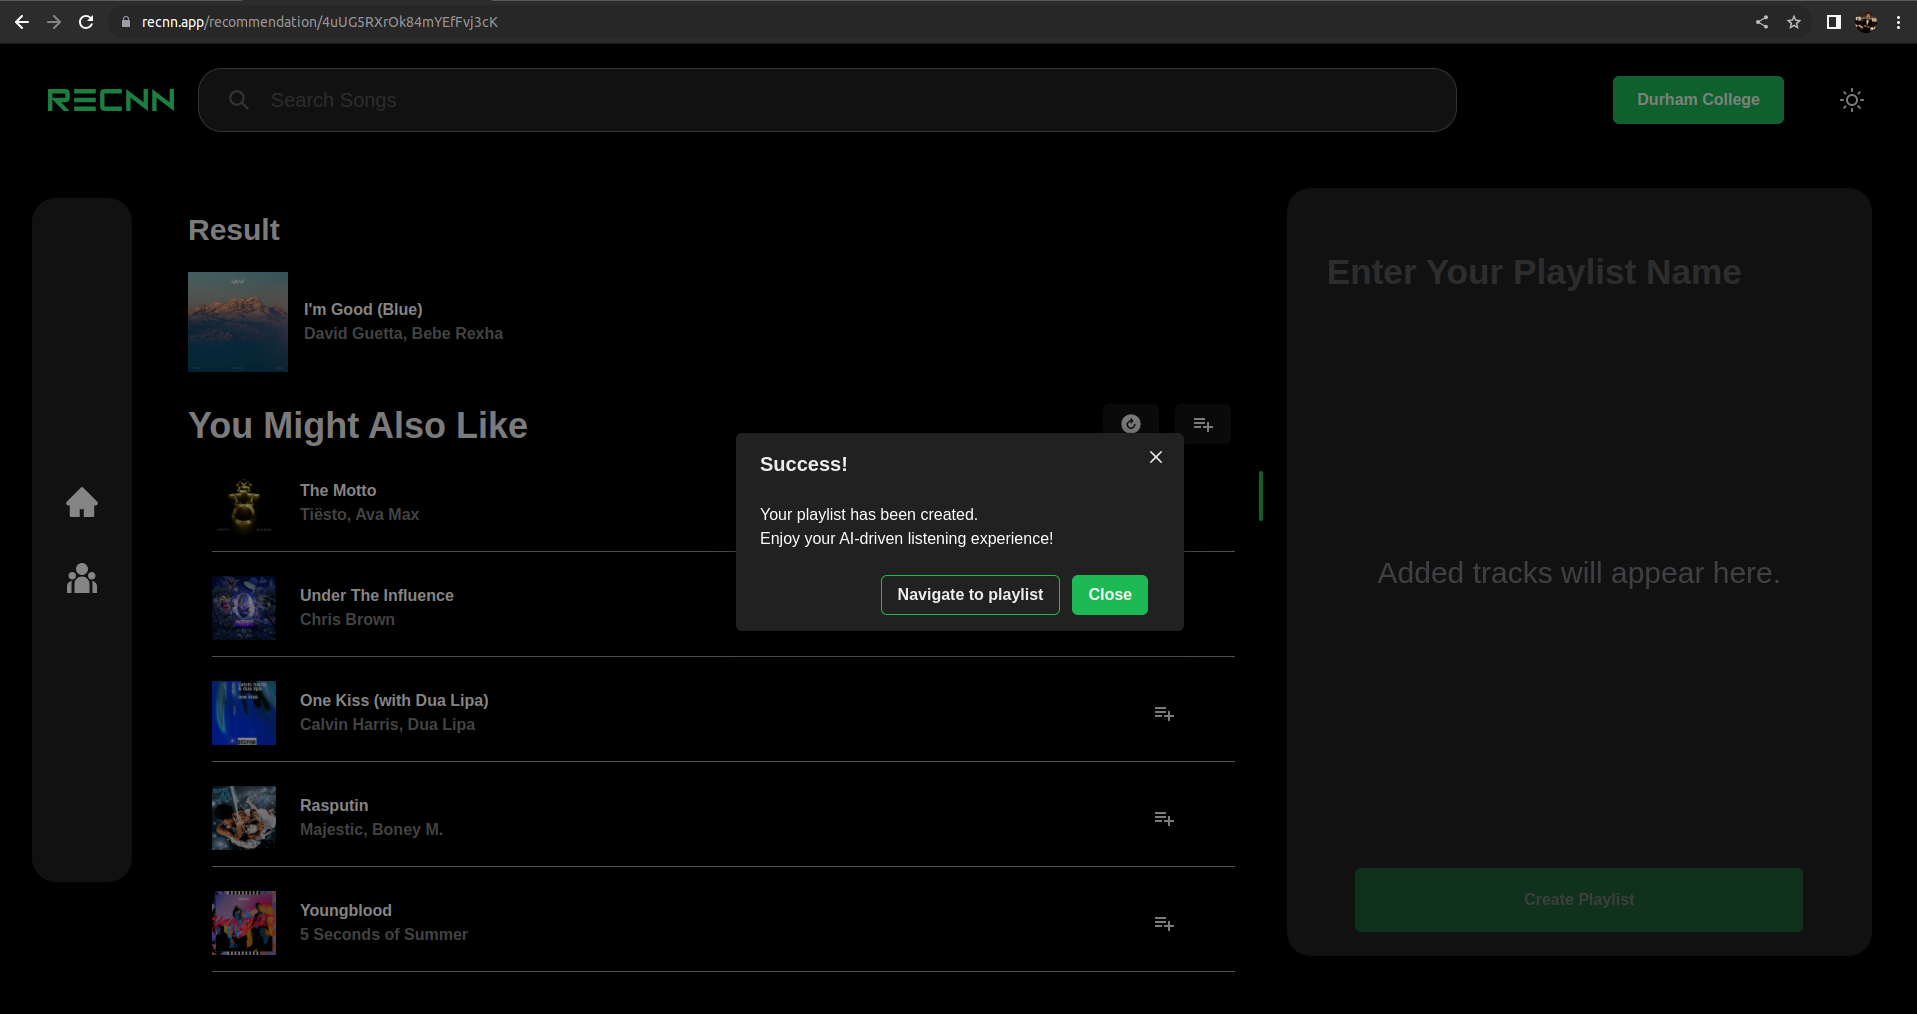 recnn.app/recommendation/4uUG5RXrOk84mYEfFvj3cK
RECNN
Search Songs
Durham College
Result
I'm Good (Blue)
David Guetta, Bebe Rexha
You Might Also Like
The Motto
Tiësto, Ava Max
Under The Influence
Chris Brown
One Kiss (with Dua Lipa)
Calvin Harris, Dua Lipa
Rasputin
Majestic, Boney M.
Youngblood
5 Seconds of Summer
Success!
Your playlist has been created.
Enjoy your AI-driven listening experience!
Navigate to playlist
Close
Enter Your Playlist Name
Added tracks will appear here.
Create Playlist